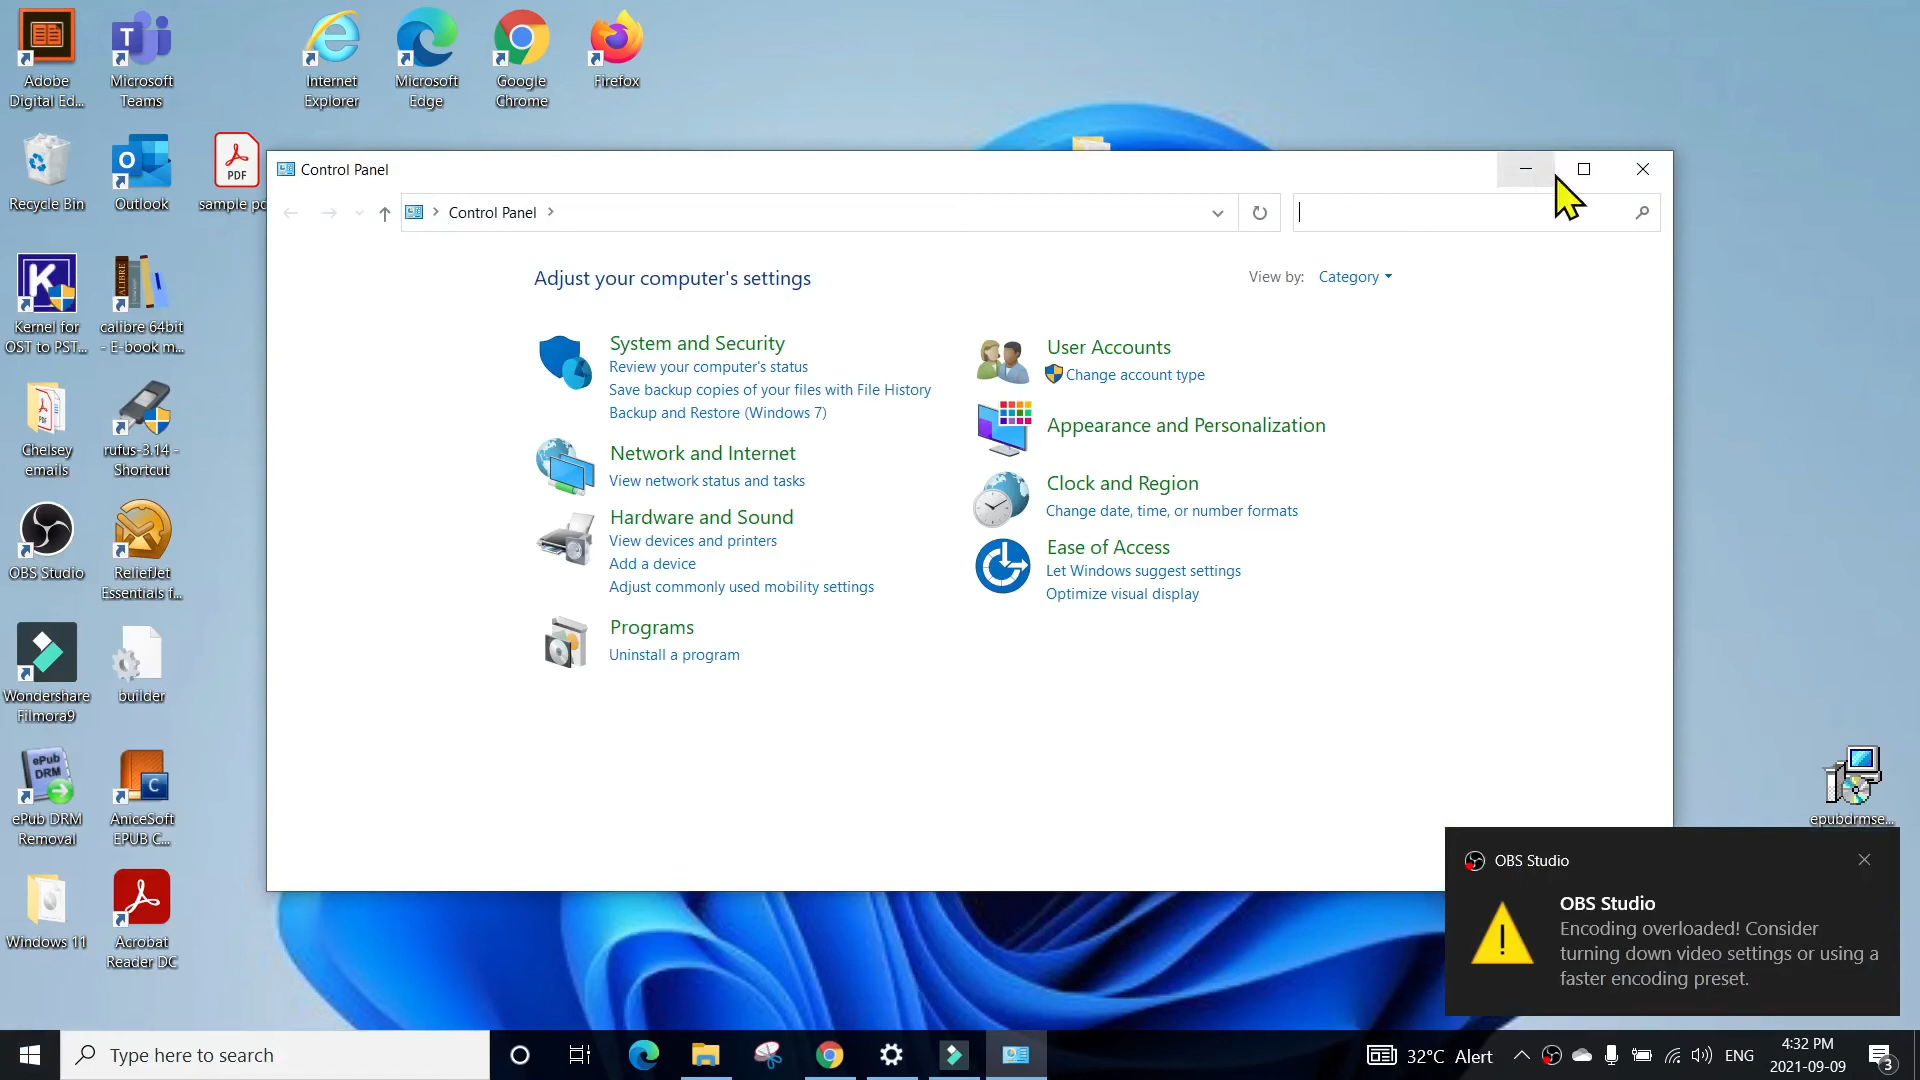 Adobe
Digital Ed...
Microsoft
Teams
Internet
Explorer
Microsoft
Edge
Google
Chrome
Firefox
Recycle Bin
Outlook
PDF
sample pd
Kernel for
OST to PST...
calibre 64bit
- E-book m...
Chelsey
emails
rufus-3.14 -
Shortcut
OBS Studio
ReliefJet
Essentials f...
Wondershare
Filmora9
builder
ePub
DRM
ePub DRM
Removal
AniceSoft
EPUB C...
Windows 11
Acrobat
Reader DC
epubdrmse...
Control Panel
Control Panel
Adjust your computer's settings
View by: Category
System and Security
Review your computer's status
Save backup copies of your files with File History
Backup and Restore (Windows 7)
Network and Internet
View network status and tasks
Hardware and Sound
View devices and printers
Add a device
Adjust commonly used mobility settings
Programs
Uninstall a program
User Accounts
Change account type
Appearance and Personalization
Clock and Region
Change date, time, or number formats
Ease of Access
Let Windows suggest settings
Optimize visual display
OBS Studio
OBS Studio
Encoding overloaded! Consider
turning down video settings or using a
faster encoding preset.
Type here to search
32°C Alert
ENG
4:32 PM
2021-09-09
3